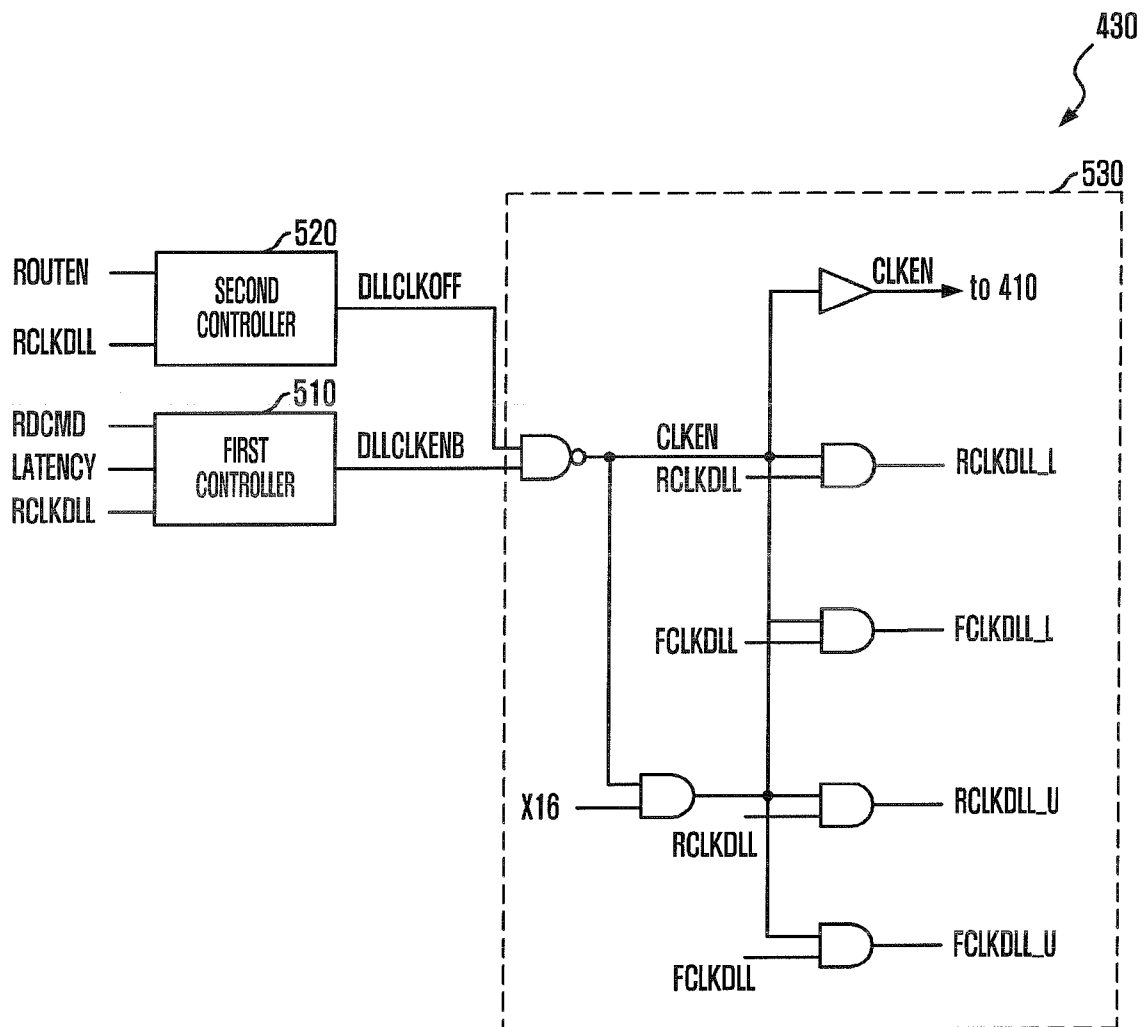 430
530
520
ROUTEN
RCLKDLL
SECOND
CONTROLLER
DLLCLKOFF
CLKEN
to 410
510
RDCMD
LATENCY
RCLKDLL
FIRST
CONTROLLER
DLLCLKENB
CLKEN
RCLKDLL
RCLKDLL_L
FCLKDLL
FCLKDLL_L
X16
RCLKDLL
RCLKDLL_U
FCLKDLL
FCLKDLL_U